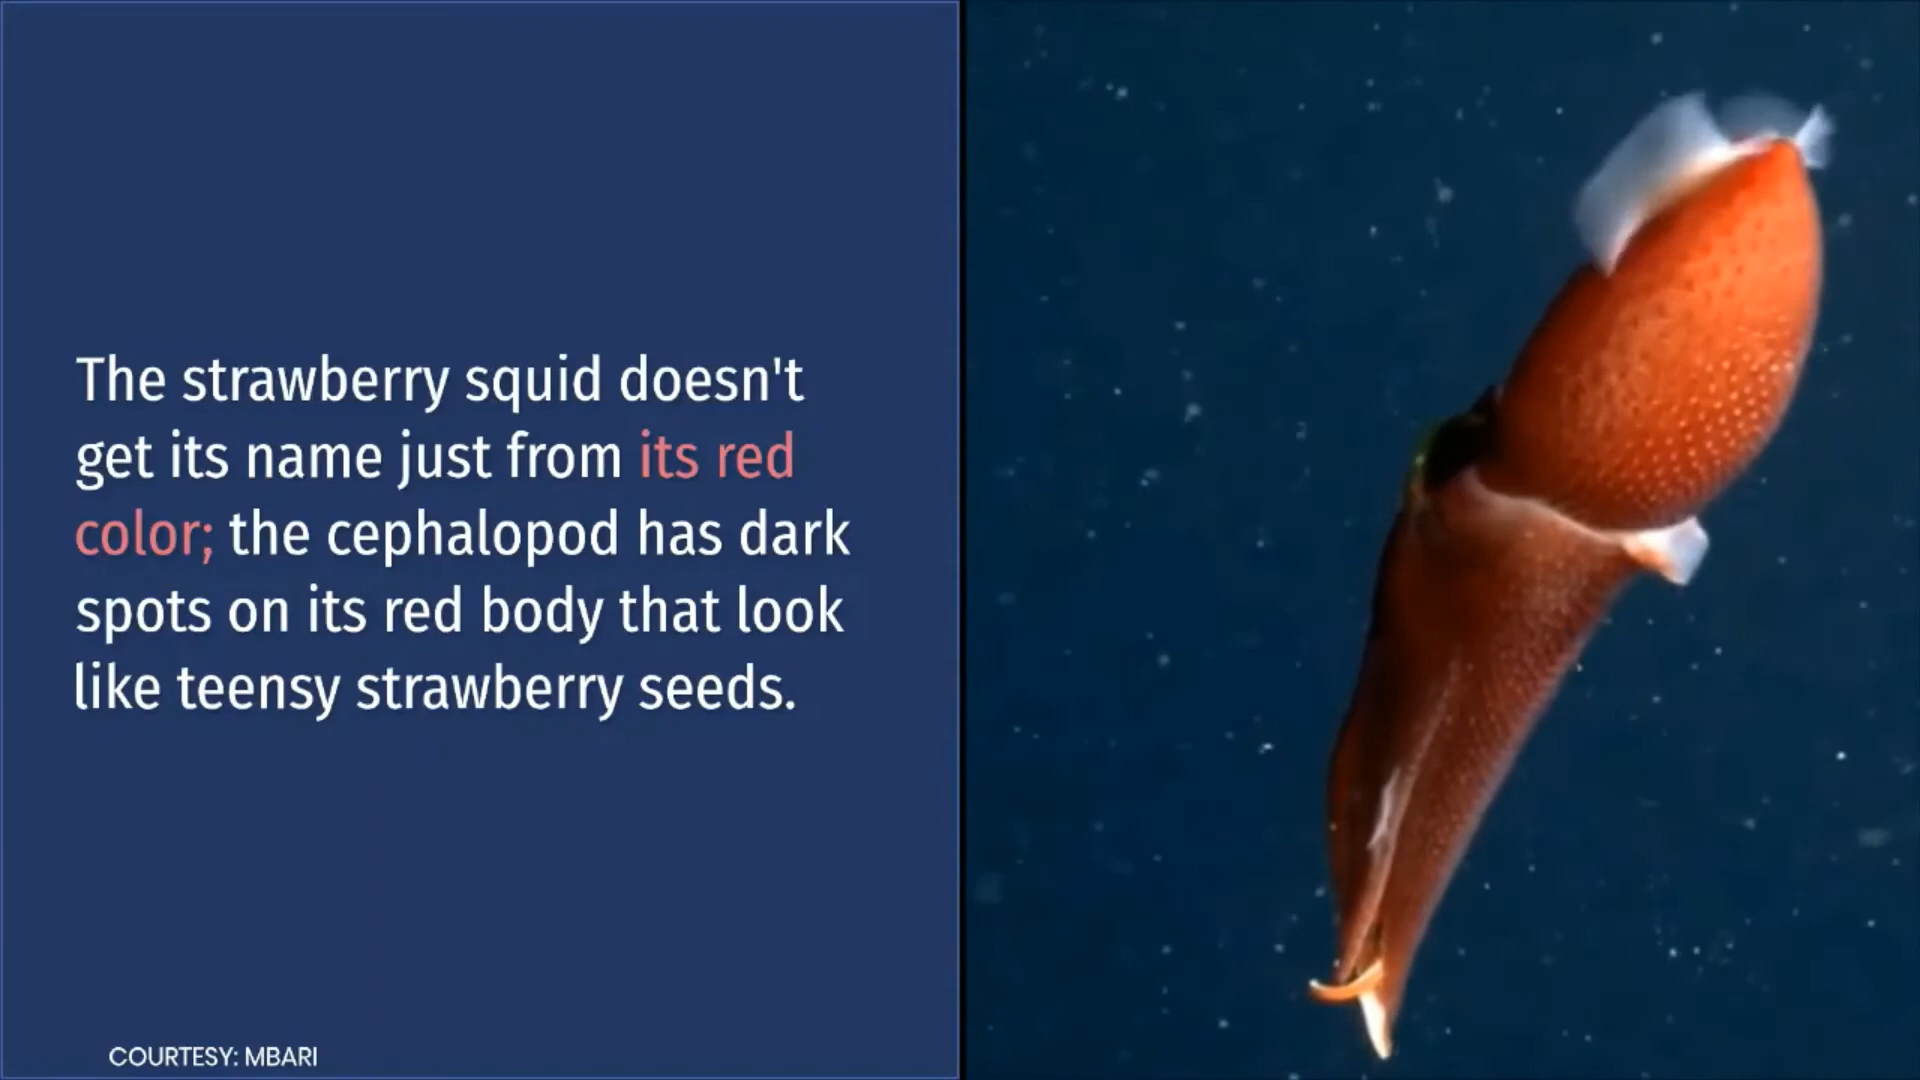 The strawberry squid doesn't
get its name just from its red
color; the cephalopod has dark
spots on its red body that look
like teensy strawberry seeds.
COURTESY: MBARI